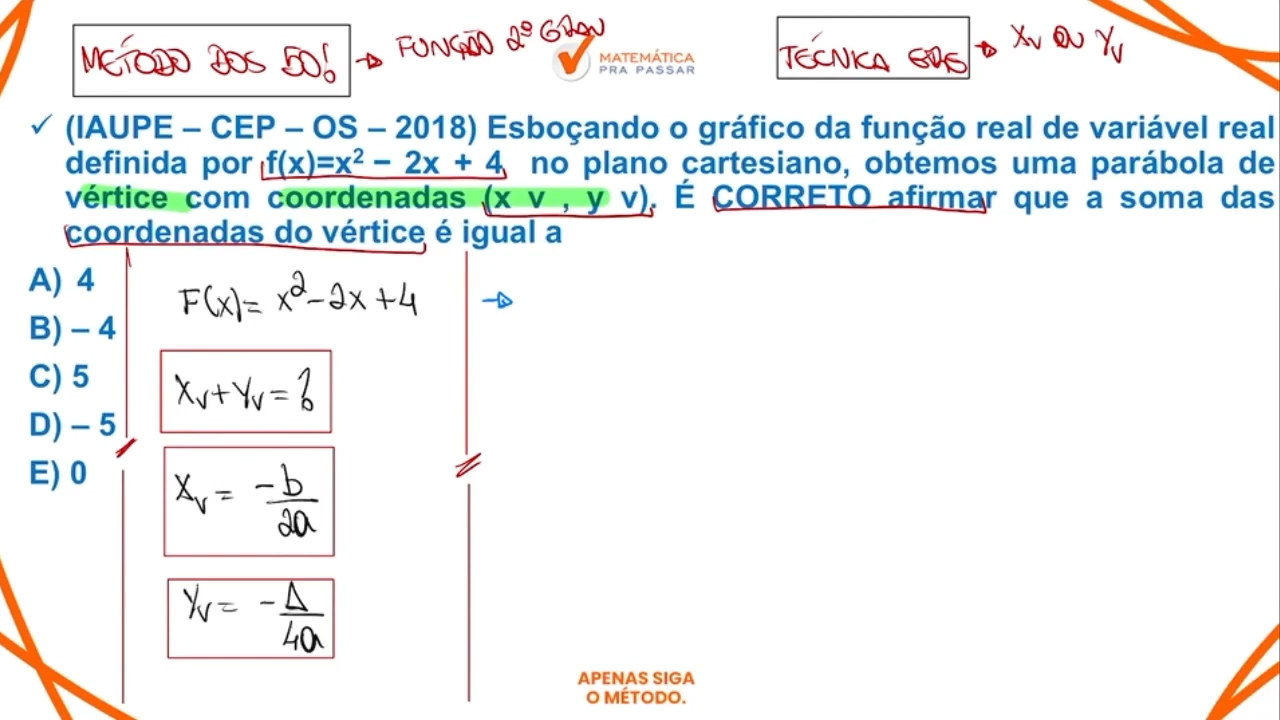 MÉTODO DOS 50! → FUNÇÃO 2º GRAU
MATEMÁTICA
PRA PASSAR
TÉCNICA → Xv OU Yv
✓ (IAUPE – CEP – OS – 2018) Esboçando o gráfico da função real de variável real
definida por f(x)=x² − 2x + 4 no plano cartesiano, obtemos uma parábola de
vértice com coordenadas (x v , y v). É CORRETO afirmar que a soma das
coordenadas do vértice é igual a
A) 4
B) – 4
C) 5
D) – 5
E) 0
F(x)= x²-2x+4
Xv+Yv= ?
Xv = -b/2a
Yv= -Δ/4a
APENAS SIGA
O MÉTODO.